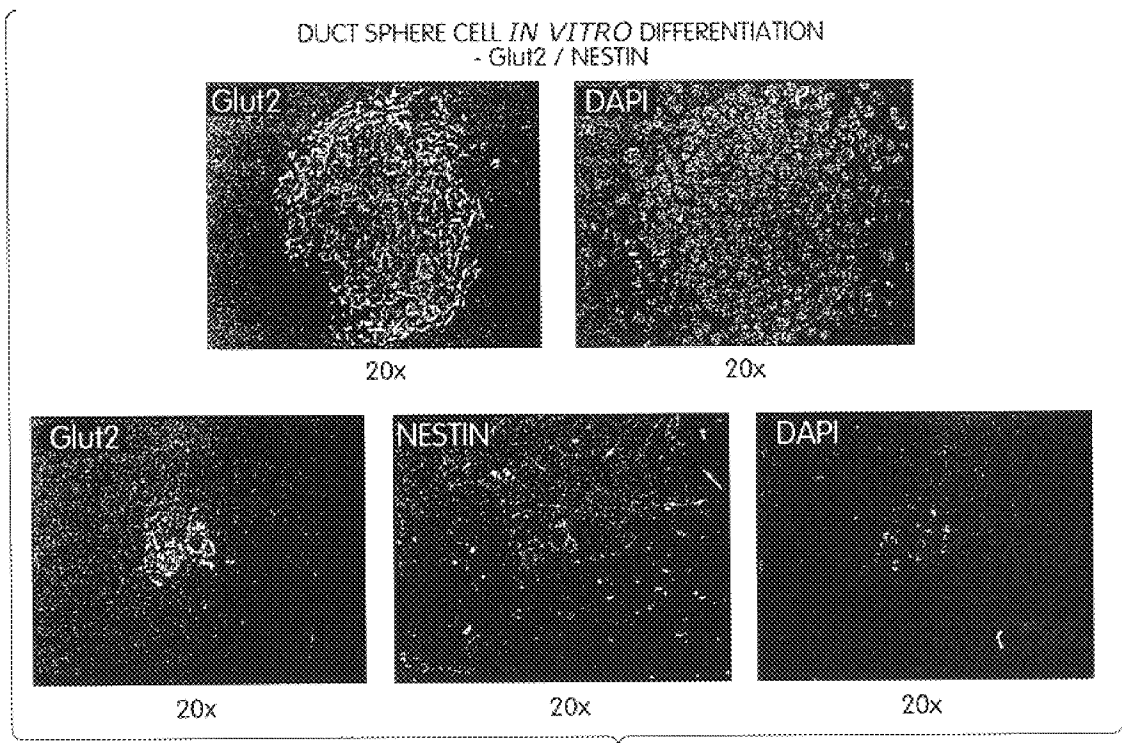 DUCT SPHERE CELL IN VITRO DIFFERENTIATION
- Glut2 / NESTIN
Glut2
DAPI
20x
20x
Glut2
NESTIN
DAPI
20x
20x
20x